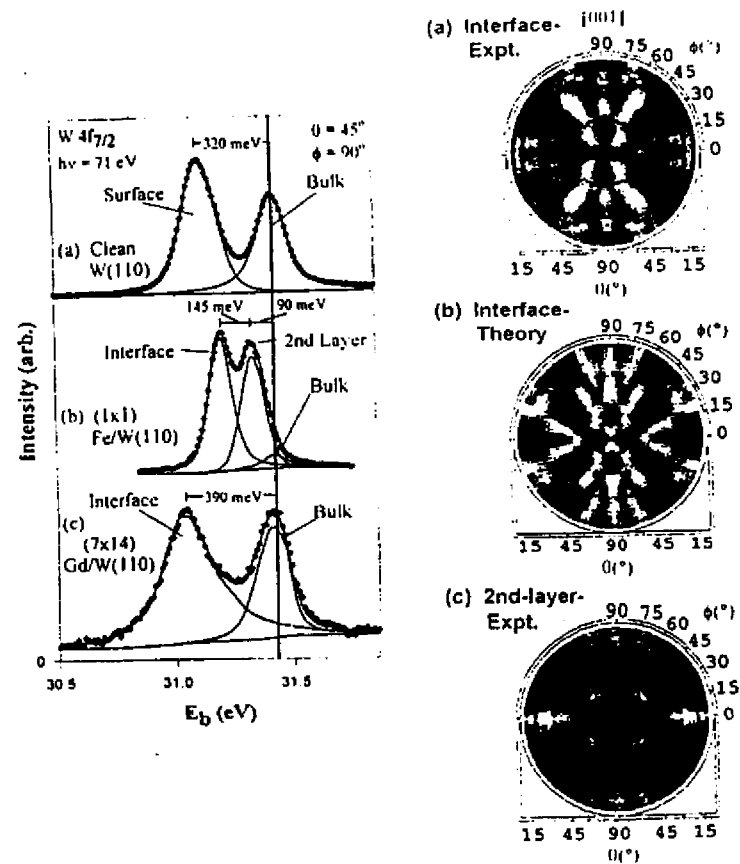 W 4f7/2
hν = 71 eV
320 meV
θ = 45°
ϕ = 90°
Surface
Bulk
(a) Clean
W(110)
145 meV
90 meV
Interface
2nd Layer
Bulk
(b) (1x1)
Fe/W(110)
Interface
390 meV
Bulk
(c)
(7x14)
Gd/W(110)
Intensity (arb.)
0
30.5 31.0 31.5
Eb (eV)
(a) Interface-
Expt.
[001]
90 75 60 45 30 15 0
ϕ(°)
15 45 90 45 15
θ(°)
(b) Interface-
Theory
90 75 60 45 30 15 0
ϕ(°)
15 45 90 45 15
θ(°)
(c) 2nd-layer-
Expt.
90 75 60 45 30 15 0
ϕ(°)
15 45 90 45 15
θ(°)